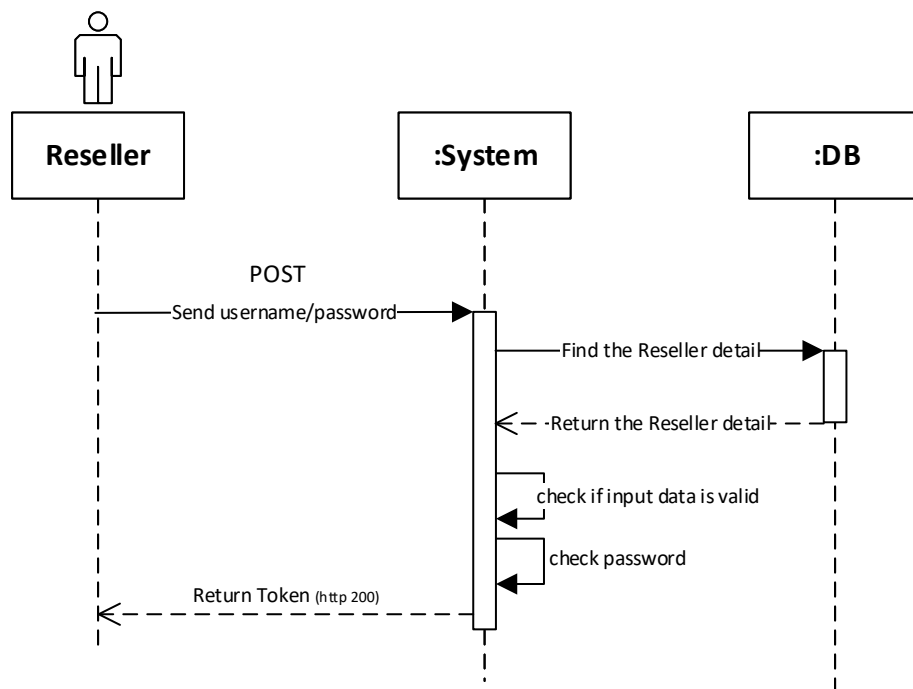 Reseller
:System
:DB
POST
Send username/password
Find the Reseller detail
Return the Reseller detail
check if input data is valid
check password
Return Token (http 200)